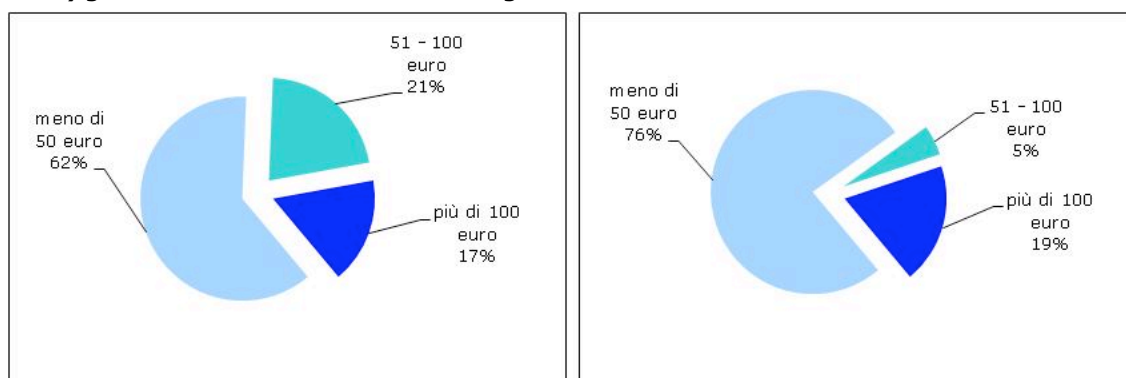 51 - 100
euro
21%
meno di
50 euro
62%
più di 100
euro
17%
meno di
50 euro
76%
51 - 100
euro
5%
più di 100
euro
19%